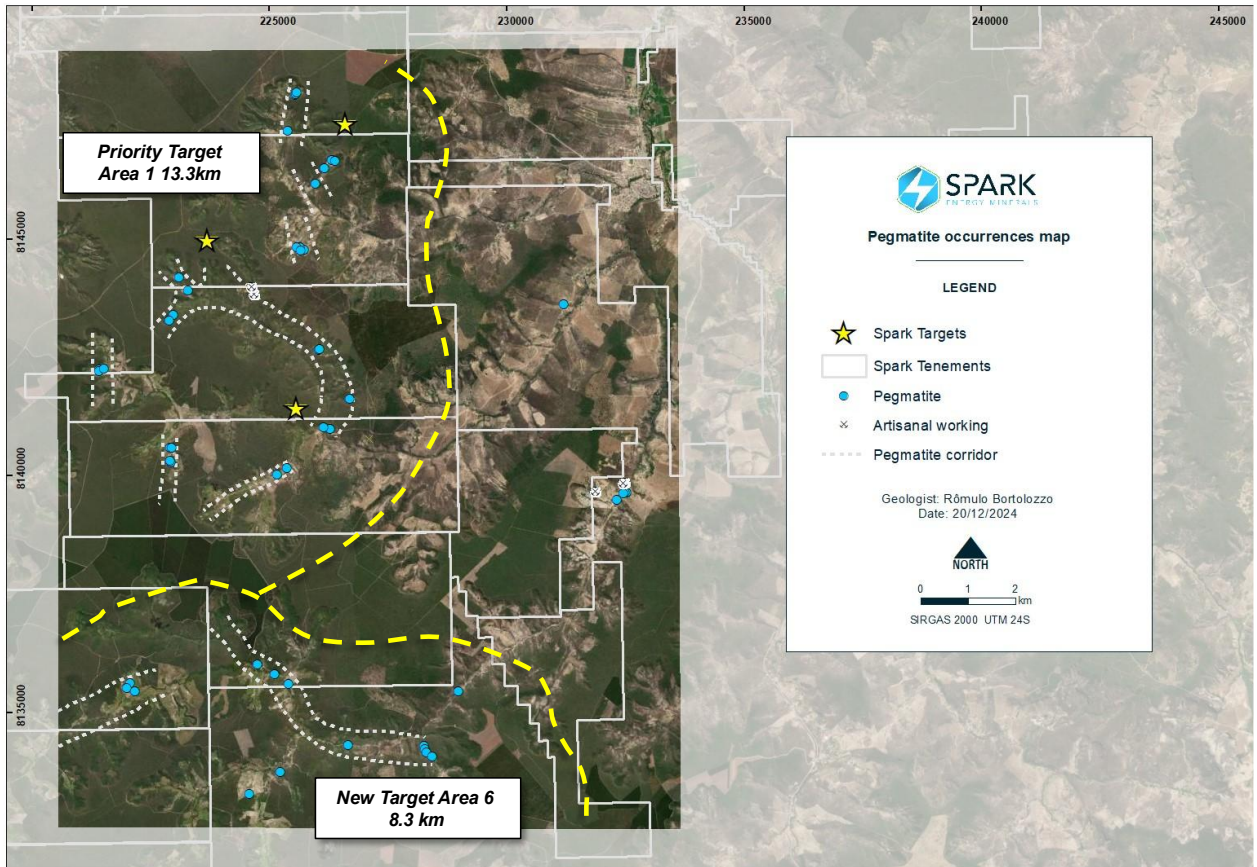 225000
230000
235000
240000
245000
8145000
8140000
8135000
Priority Target
Area 1 13.3km
New Target Area 6
8.3 km
SPARK
ENERGY MINERALS
Pegmatite occurrences map
LEGEND
Spark Targets
Spark Tenements
Pegmatite
Artisanal working
Pegmatite corridor
Geologist: Rômulo Bortolozzo
Date: 20/12/2024
NORTH
0 1 2
km
SIRGAS 2000 UTM 24S